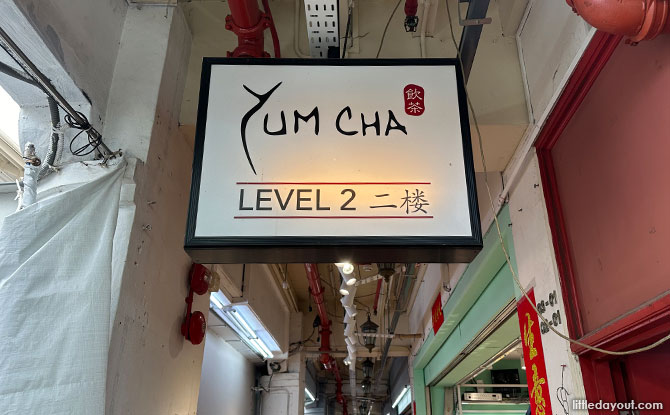 YUM CHA
飲茶
LEVEL 2 二楼
littledayout.com